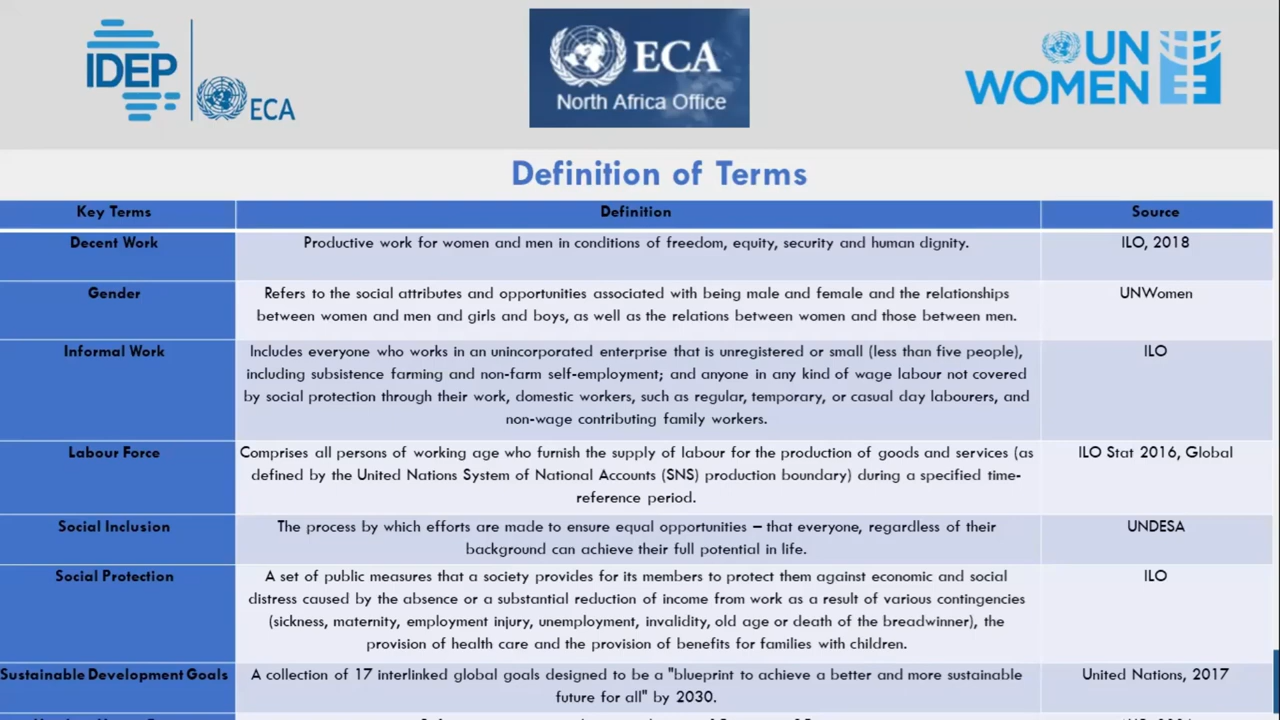 IDEP
ECA
ECA
North Africa Office
UN
WOMEN
Definition of Terms
Key Terms
Definition
Source
Decent Work
Productive work for women and men in conditions of freedom, equity, security and human dignity.
ILO, 2018
Gender
Refers to the social attributes and opportunities associated with being male and female and the relationships
between women and men and girls and boys, as well as the relations between women and those between men.
UNWomen
Informal Work
Includes everyone who works in an unincorporated enterprise that is unregistered or small (less than five people),
including subsistence farming and non-farm self-employment; and anyone in any kind of wage labour not covered
by social protection through their work, domestic workers, such as regular, temporary, or casual day labourers, and
non-wage contributing family workers.
ILO
Labour Force
Comprises all persons of working age who furnish the supply of labour for the production of goods and services (as
defined by the United Nations System of National Accounts (SNS) production boundary) during a specified time-
reference period.
ILO Stat 2016, Global
Social Inclusion
The process by which efforts are made to ensure equal opportunities – that everyone, regardless of their
background can achieve their full potential in life.
UNDESA
Social Protection
A set of public measures that a society provides for its members to protect them against economic and social
distress caused by the absence or a substantial reduction of income from work as a result of various contingencies
(sickness, maternity, employment injury, unemployment, invalidity, old age or death of the breadwinner), the
provision of health care and the provision of benefits for families with children.
ILO
Sustainable Development Goals
A collection of 17 interlinked global goals designed to be a "blueprint to achieve a better and more sustainable
future for all" by 2030.
United Nations, 2017